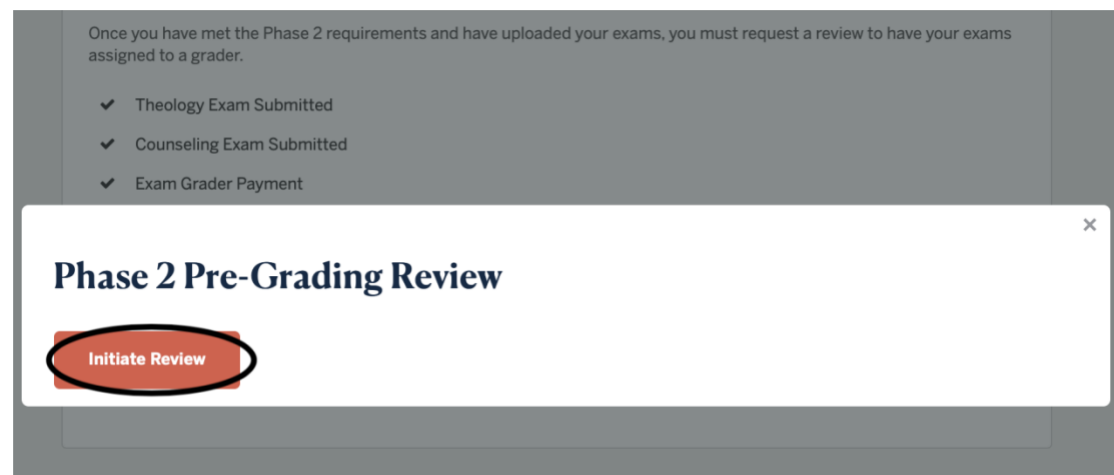 Once you have met the Phase 2 requirements and have uploaded your exams, you must request a review to have your exams
assigned to a grader.
Theology Exam Submitted
Counseling Exam Submitted
Exam Grader Payment
Phase 2 Pre-Grading Review
Initiate Review